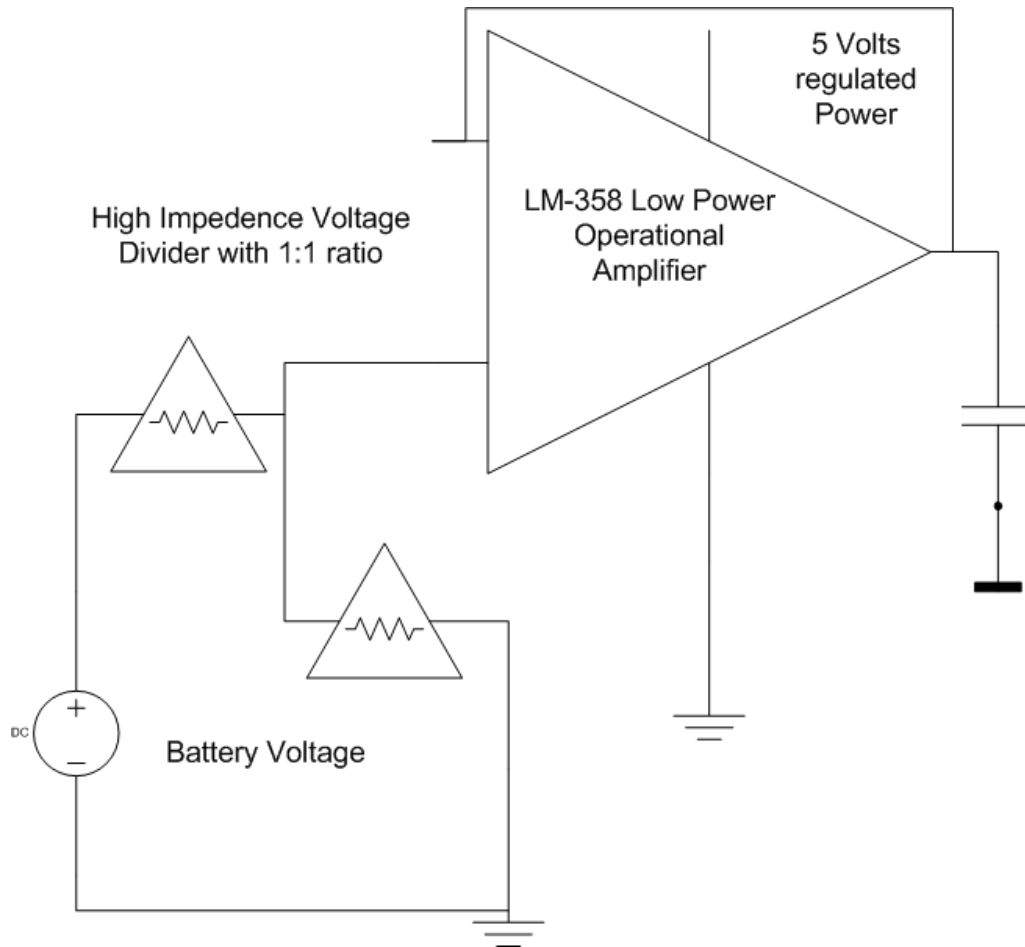 5 Volts
regulated
Power
LM-358 Low Power
Operational
Amplifier
High Impedence Voltage
Divider with 1:1 ratio
DC
+
−
Battery Voltage